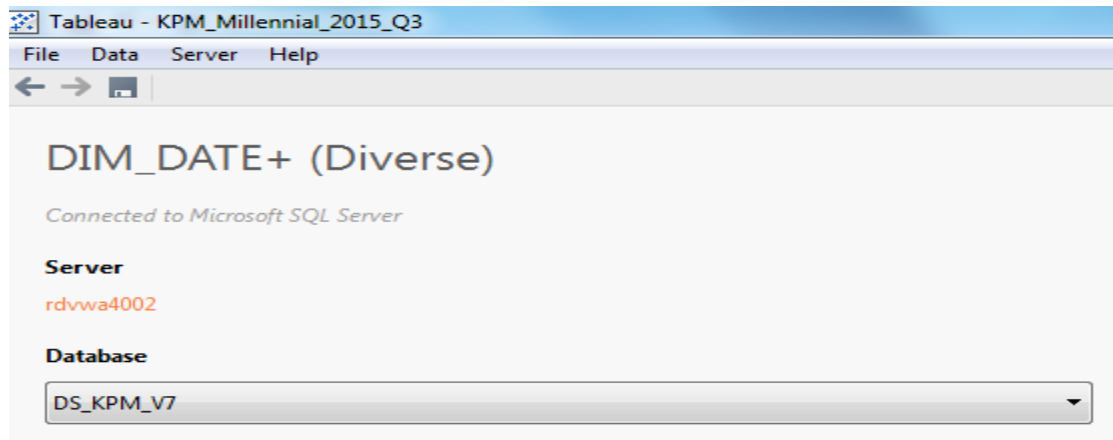 Tableau - KPM_Millennial_2015_Q3
File Data Server Help
DIM_DATE+ (Diverse)
Connected to Microsoft SQL Server
Server
rdvwa4002
Database
DS_KPM_V7